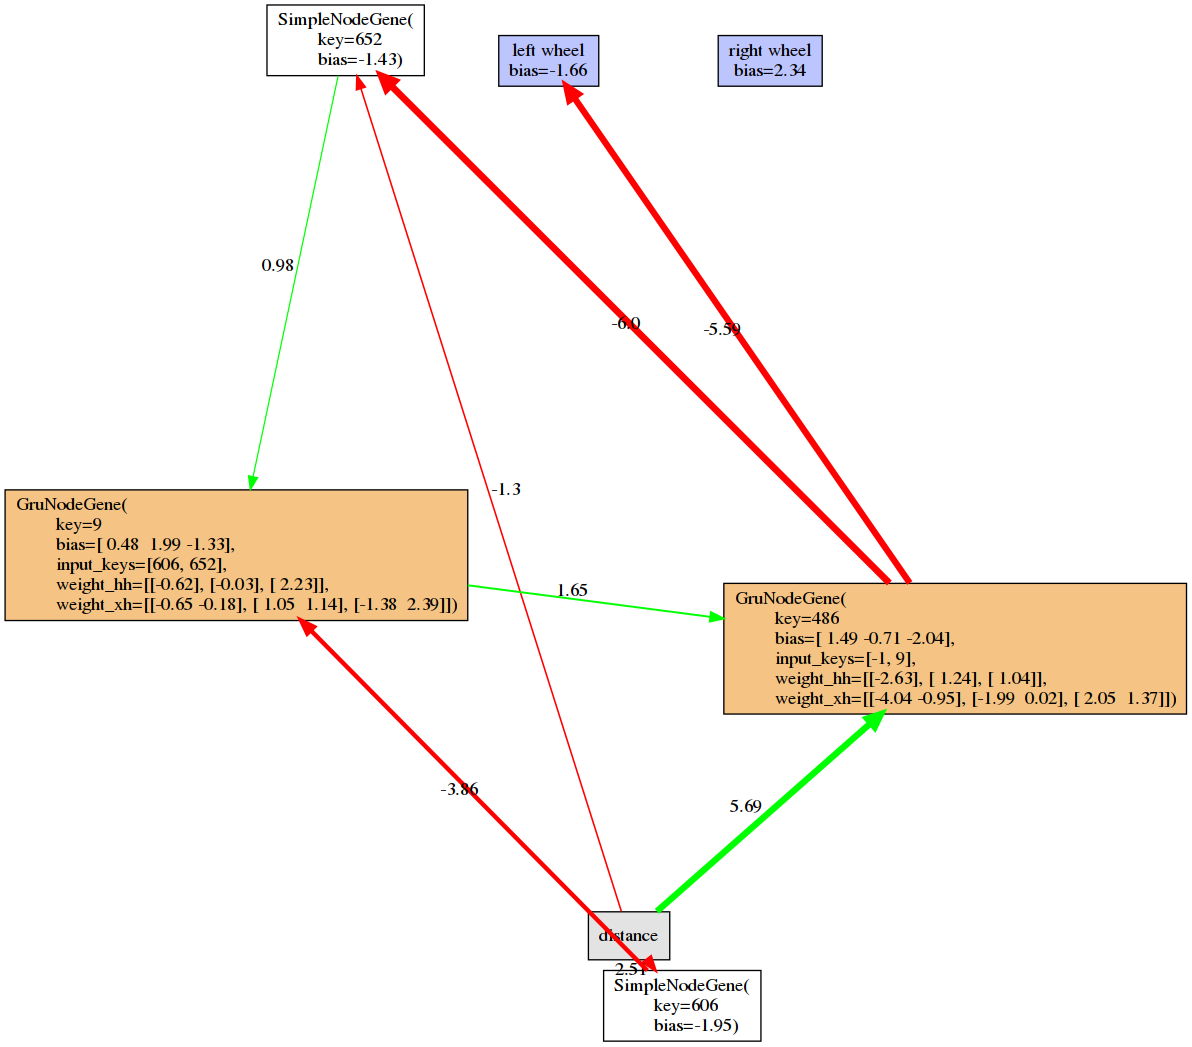 SimpleNodeGene(
key=652
bias=-1.43)
left wheel
bias=-1.66
right wheel
bias=2.34
0.98
-6.0
-5.59
-1.3
GruNodeGene(
key=9
bias=[ 0.48  1.99 -1.33],
input_keys=[606, 652],
weight_hh=[[-0.62], [-0.03], [ 2.23]],
weight_xh=[[-0.65 -0.18], [ 1.05  1.14], [-1.38  2.39]])
1.65
GruNodeGene(
key=486
bias=[ 1.49 -0.71 -2.04],
input_keys=[-1, 9],
weight_hh=[[-2.63], [ 1.24], [ 1.04]],
weight_xh=[[-4.04 -0.95], [-1.99  0.02], [ 2.05  1.37]])
-3.86
5.69
distance
2.51
SimpleNodeGene(
key=606
bias=-1.95)